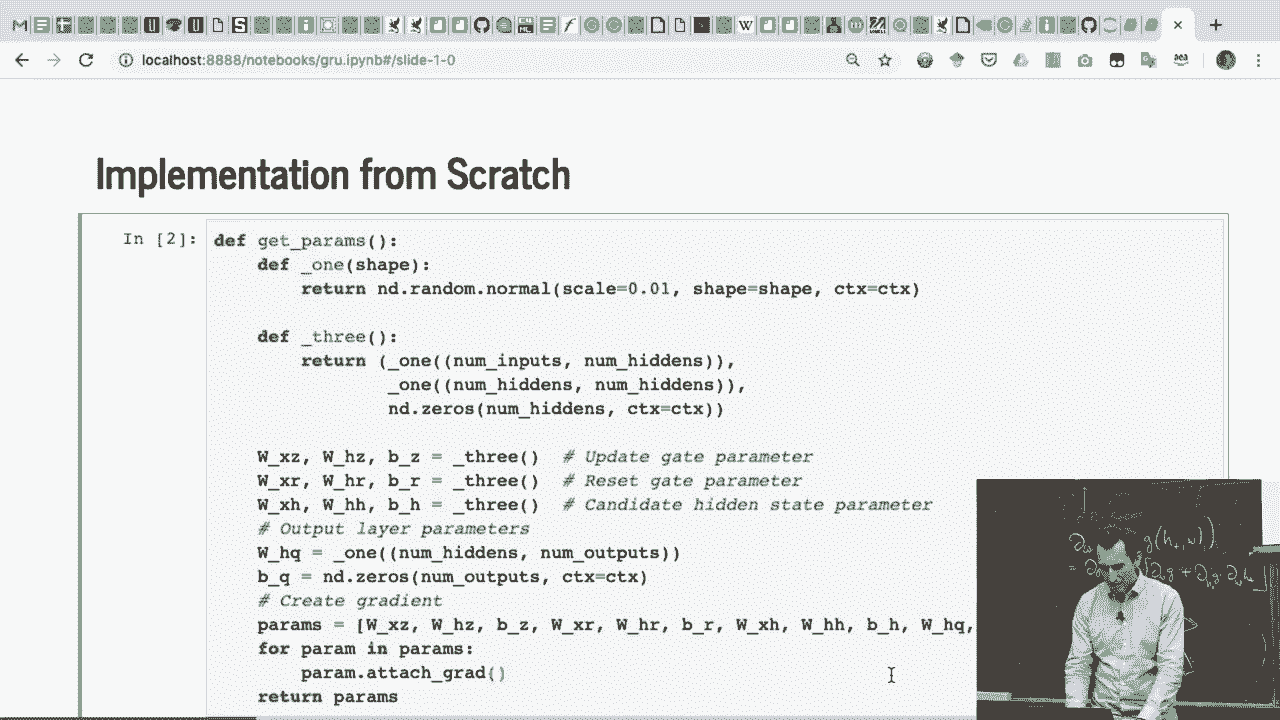 localhost:8888/notebooks/gru.ipynb#/slide-1-0
Implementation from Scratch
In [2]:
def get_params():
    def _one(shape):
        return nd.random.normal(scale=0.01, shape=shape, ctx=ctx)
    def _three():
        return (_one((num_inputs, num_hiddens)),
                _one((num_hiddens, num_hiddens)),
                nd.zeros(num_hiddens, ctx=ctx))
    W_xz, W_hz, b_z = _three()  # Update gate parameter
    W_xr, W_hr, b_r = _three()  # Reset gate parameter
    W_xh, W_hh, b_h = _three()  # Candidate hidden state parameter
    # Output layer parameters
    W_hq = _one((num_hiddens, num_outputs))
    b_q = nd.zeros(num_outputs, ctx=ctx)
    # Create gradient
    params = [W_xz, W_hz, b_z, W_xr, W_hr, b_r, W_xh, W_hh, b_h, W_hq,
    for param in params:
        param.attach_grad()
    return params